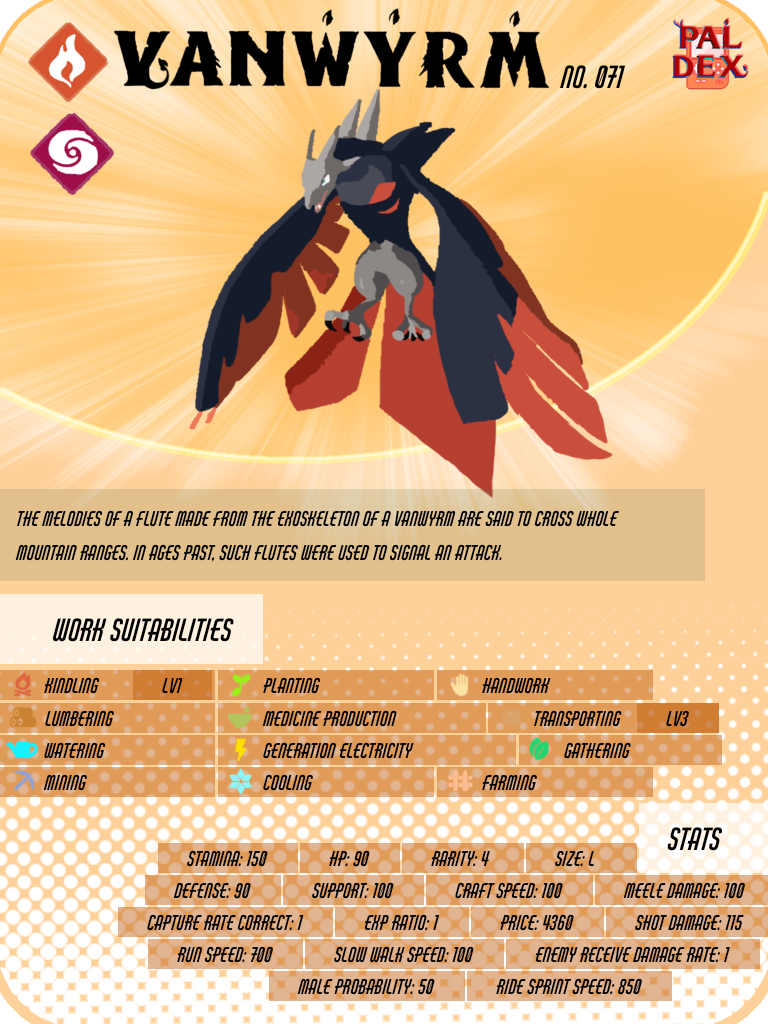 VANWYRM NO. 071
PAL
DEX
THE MELODIES OF A FLUTE MADE FROM THE EXOSKELETON OF A VANWYRM ARE SAID TO CROSS WHOLE
MOUNTAIN RANGES. IN AGES PAST, SUCH FLUTES WERE USED TO SIGNAL AN ATTACK.
WORK SUITABILITIES
KINDLING LV1 PLANTING HANDWORK
LUMBERING MEDICINE PRODUCTION TRANSPORTING LV3
WATERING GENERATION ELECTRICITY GATHERING
MINING COOLING FARMING
STATS
STAMINA: 150 HP: 90 RARITY: 4 SIZE: L
DEFENSE: 90 SUPPORT: 100 CRAFT SPEED: 100 MEELE DAMAGE: 100
CAPTURE RATE CORRECT: 1 EXP RATIO: 1 PRICE: 4360 SHOT DAMAGE: 115
RUN SPEED: 700 SLOW WALK SPEED: 100 ENEMY RECEIVE DAMAGE RATE: 1
MALE PROBABILITY: 50 RIDE SPRINT SPEED: 850